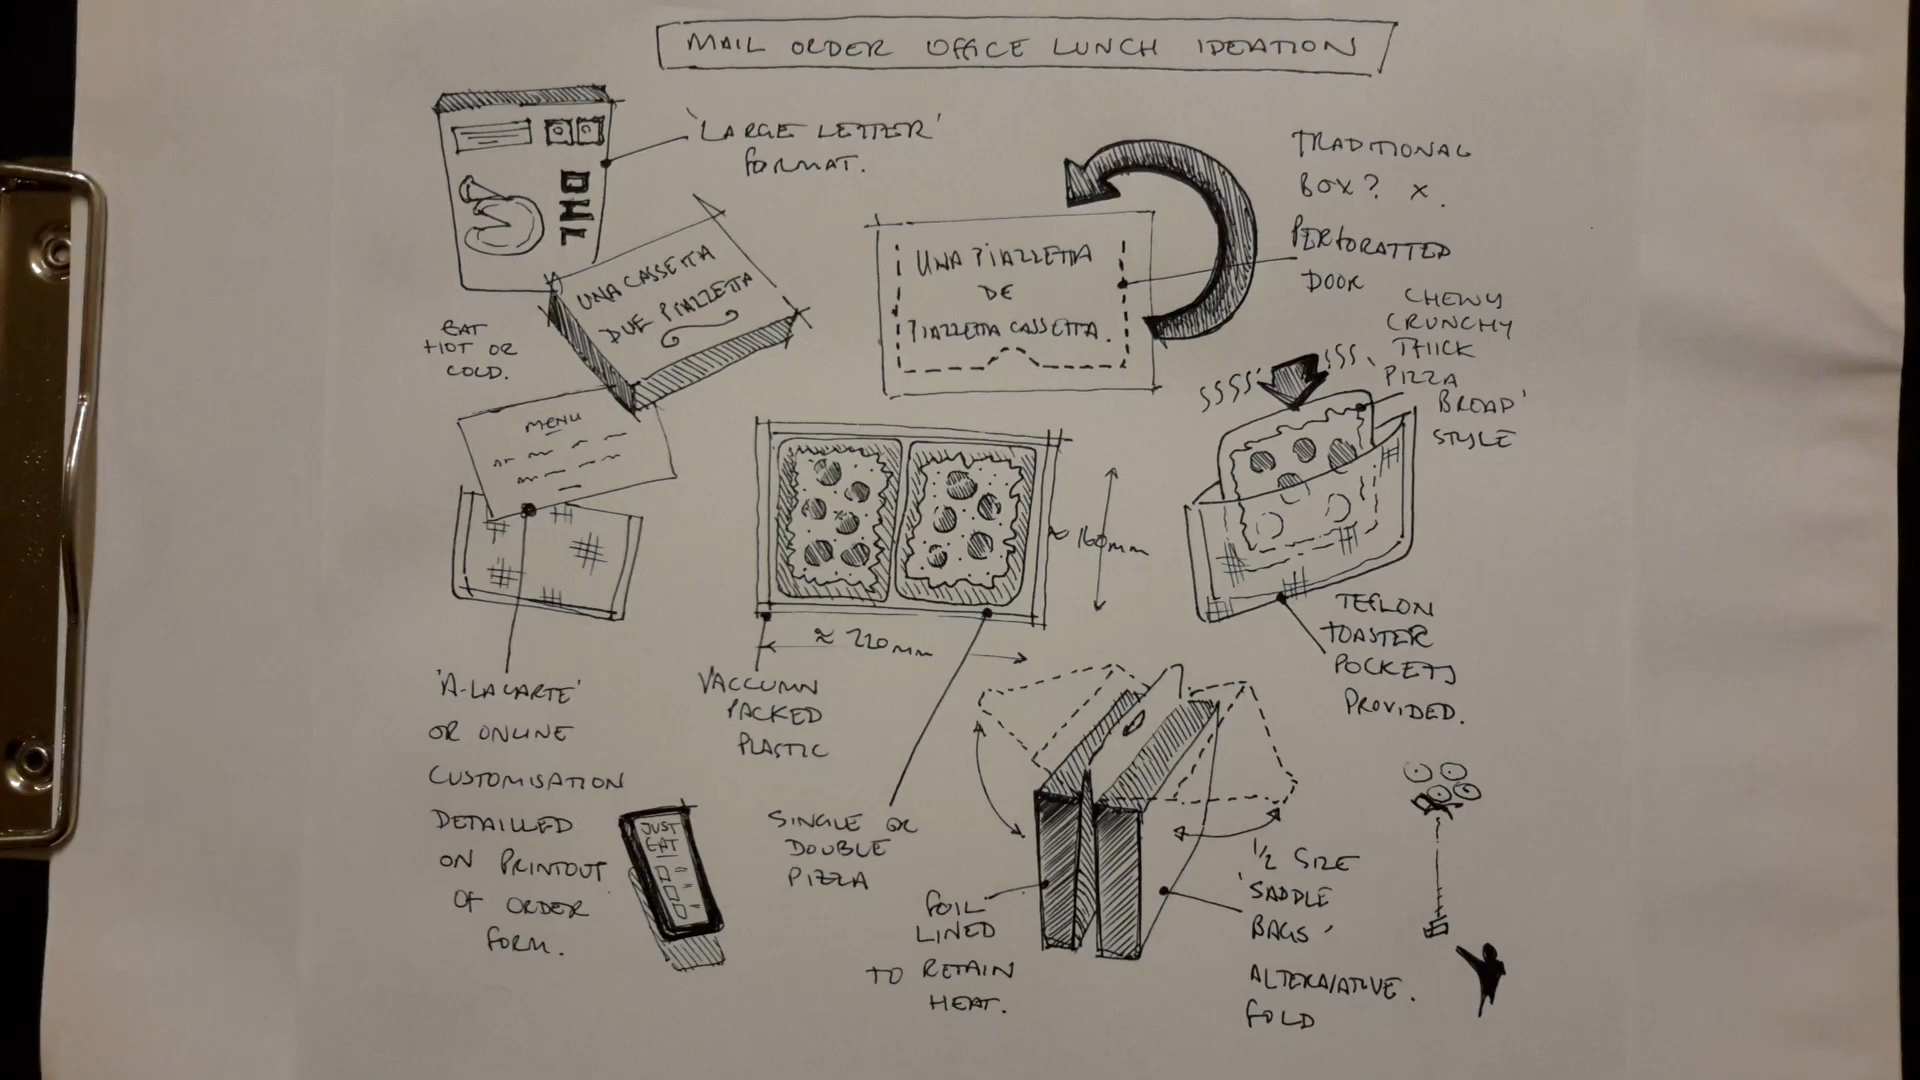 MAIL ORDER OFFICE LUNCH IDEATION
'LARGE LETTER'
FORMAT.
DHL
UNA CASSETTA
DUE PIAZZETTA
EAT
HOT OR
COLD.
UNA PIAZZETTA
DE
PIAZZETTA CASSETTA.
TRADITIONAL
BOX? X.
PERFORATTED
DOOR
CHEWY
CRUNCHY
THICK
PIZZA
BREAD'
STYLE
MENU
≈ 160mm
≈ 220mm
TEFLON
TOASTER
POCKETS
PROVIDED.
'A-LA CARTE'
OR ONLINE
CUSTOMISATION
DETAILLED
ON PRINTOUT
OF ORDER
FORM.
JUST
EAT
VACCUMN
PACKED
PLASTIC
SINGLE OR
DOUBLE
PIZZA
FOIL
LINED
TO RETAIN
HEAT.
1/2 SIZE
'SADDLE
BAGS'
ALTERNATIVE.
FOLD